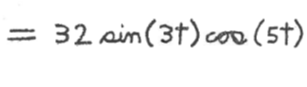 = 32 sin(3t) cos(5t)